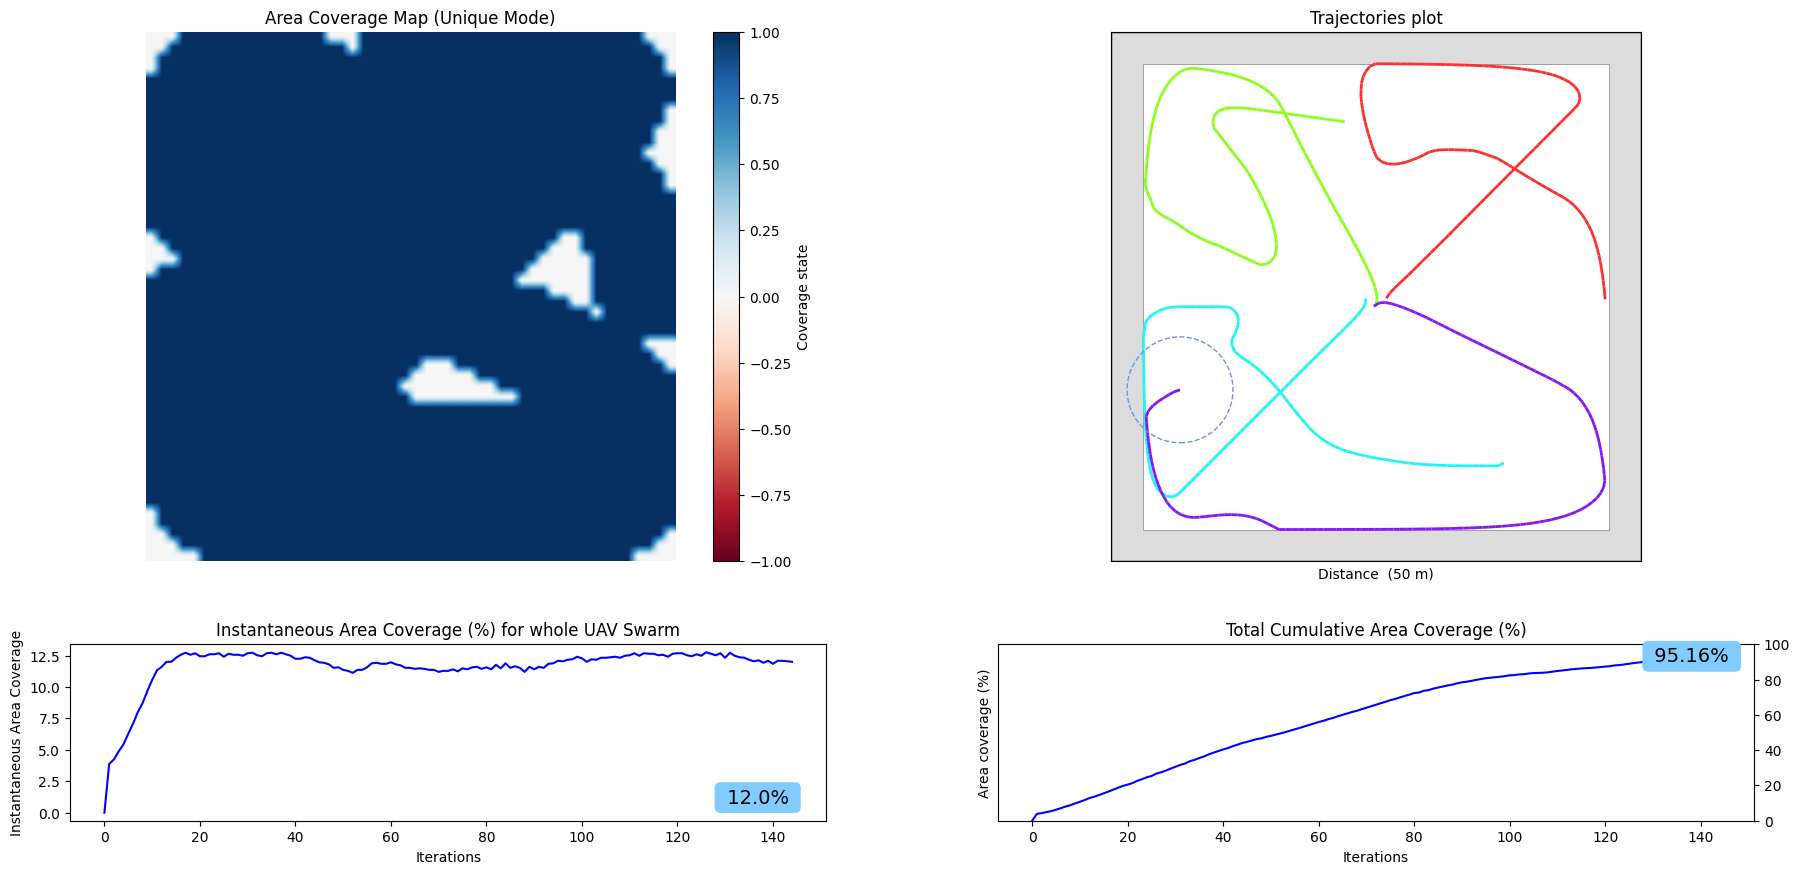 Area Coverage Map (Unique Mode)
1.00
0.75
0.50
0.25
0.00
−0.25
−0.50
−0.75
−1.00
Coverage state
Trajectories plot
Distance (50 m)
Instantaneous Area Coverage (%) for whole UAV Swarm
Instantaneous Area Coverage
12.5
10.0
7.5
5.0
2.5
0.0
12.0%
0 20 40 60 80 100 120 140
Iterations
Total Cumulative Area Coverage (%)
Area coverage (%)
95.16%
100
80
60
40
20
0
0 20 40 60 80 100 120 140
Iterations